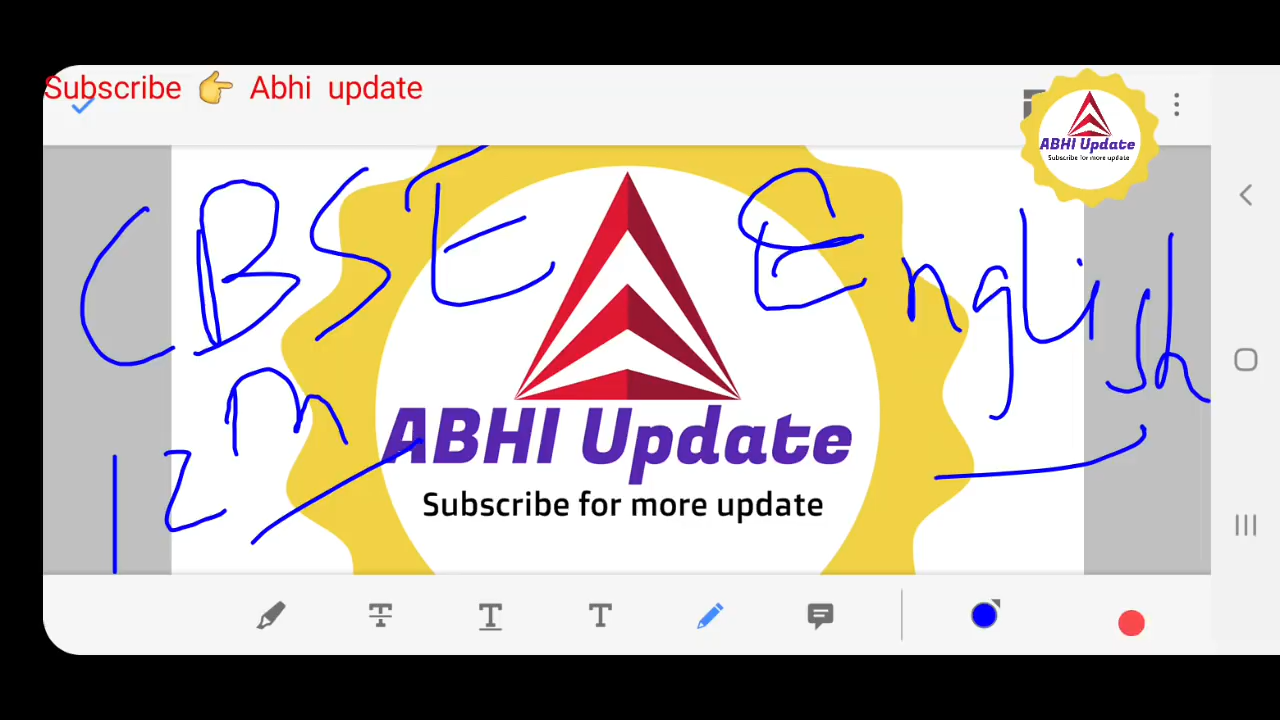 Subscribe 👉 Abhi update
ABHI Update
Subscribe for more update
CBSE English
12th
ABHI Update
Subscribe for more update
T
T
T